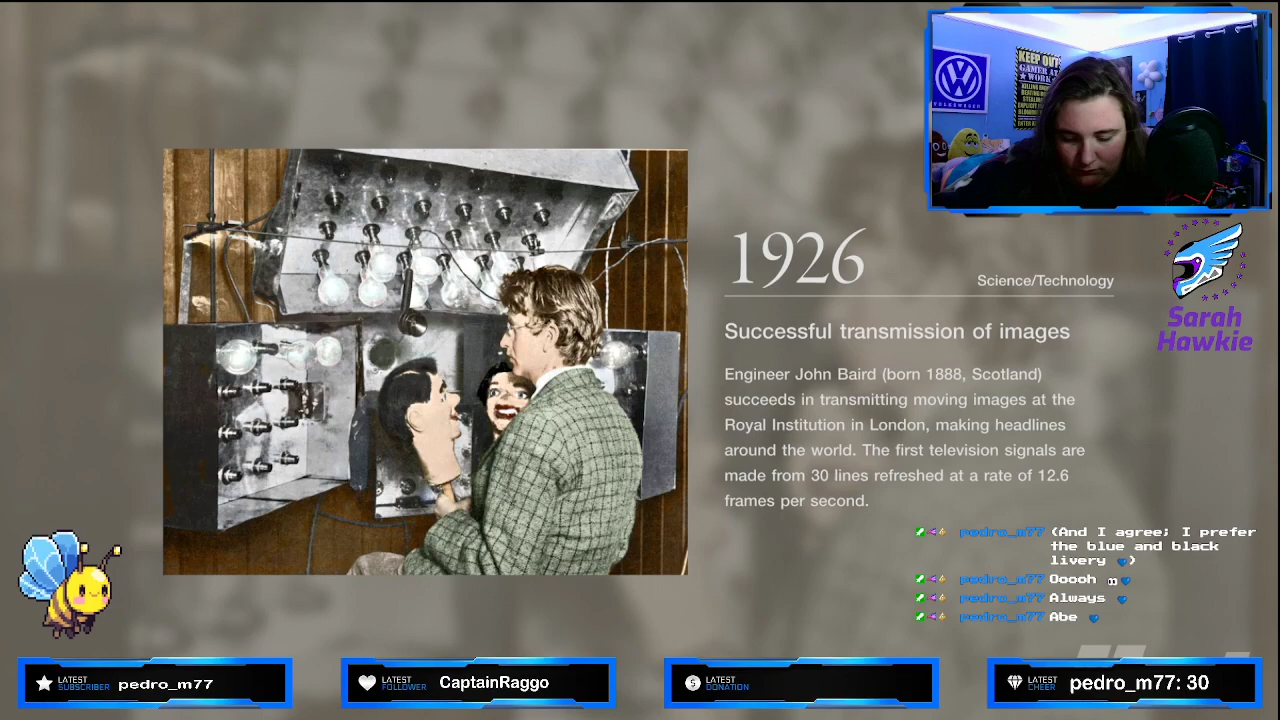 VOLKSWAGEN
KEEP OUT
GAMER AT
WORK
1926
Science/Technology
Successful transmission of images
Engineer John Baird (born 1888, Scotland)
succeeds in transmitting moving images at the
Royal Institution in London, making headlines
around the world. The first television signals are
made from 30 lines refreshed at a rate of 12.6
frames per second.
Sarah
Hawkie
pedro_m77 (And I agree; I prefer
the blue and black
livery 💙)
pedro_m77 Ooooh 👀💙
pedro_m77 Always 💙
pedro_m77 Abe 💙
LATEST
SUBSCRIBER pedro_m77
LATEST
FOLLOWER CaptainRaggo
LATEST
DONATION
LATEST
CHEER pedro_m77: 30